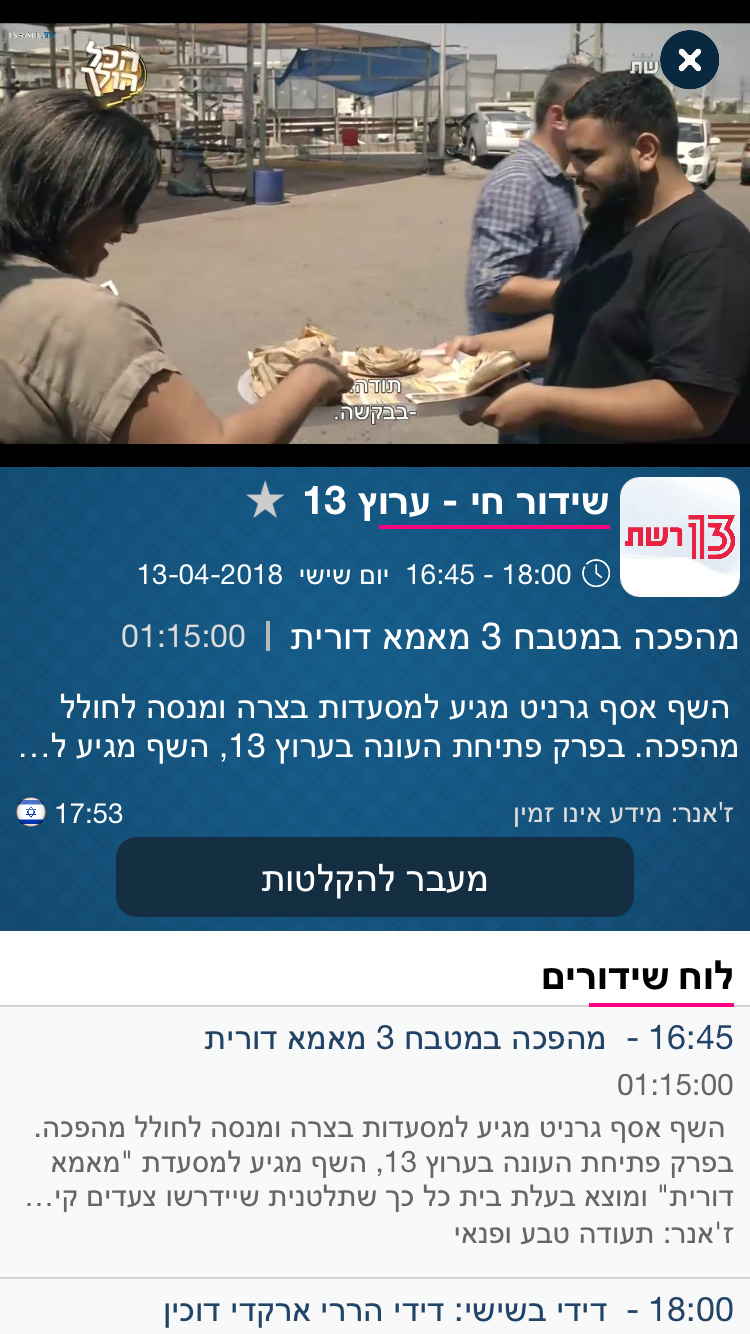 ISRAEL.TV
הכל
הולך
רשת
תודה.
-בבקשה.
13 רשת
שידור חי - ערוץ 13
16:45 - 18:00 יום שישי 13-04-2018
מהפכה במטבח 3 מאמא דורית | 01:15:00
השף אסף גרניט מגיע למסעדות בצרה ומנסה לחולל
מהפכה. בפרק פתיחת העונה בערוץ 13, השף מגיע ל...
ז'אנר: מידע אינו זמין
17:53
מעבר להקלטות
לוח שידורים
16:45 - מהפכה במטבח 3 מאמא דורית
01:15:00
השף אסף גרניט מגיע למסעדות בצרה ומנסה לחולל מהפכה.
בפרק פתיחת העונה בערוץ 13, השף מגיע למסעדת "מאמא
דורית" ומוצא בעלת בית כל כך שתלטנית שיידרשו צעדים קי...
ז'אנר: תעודה טבע ופנאי
18:00 - דידי בשישי: דידי הררי ארקדי דוכין